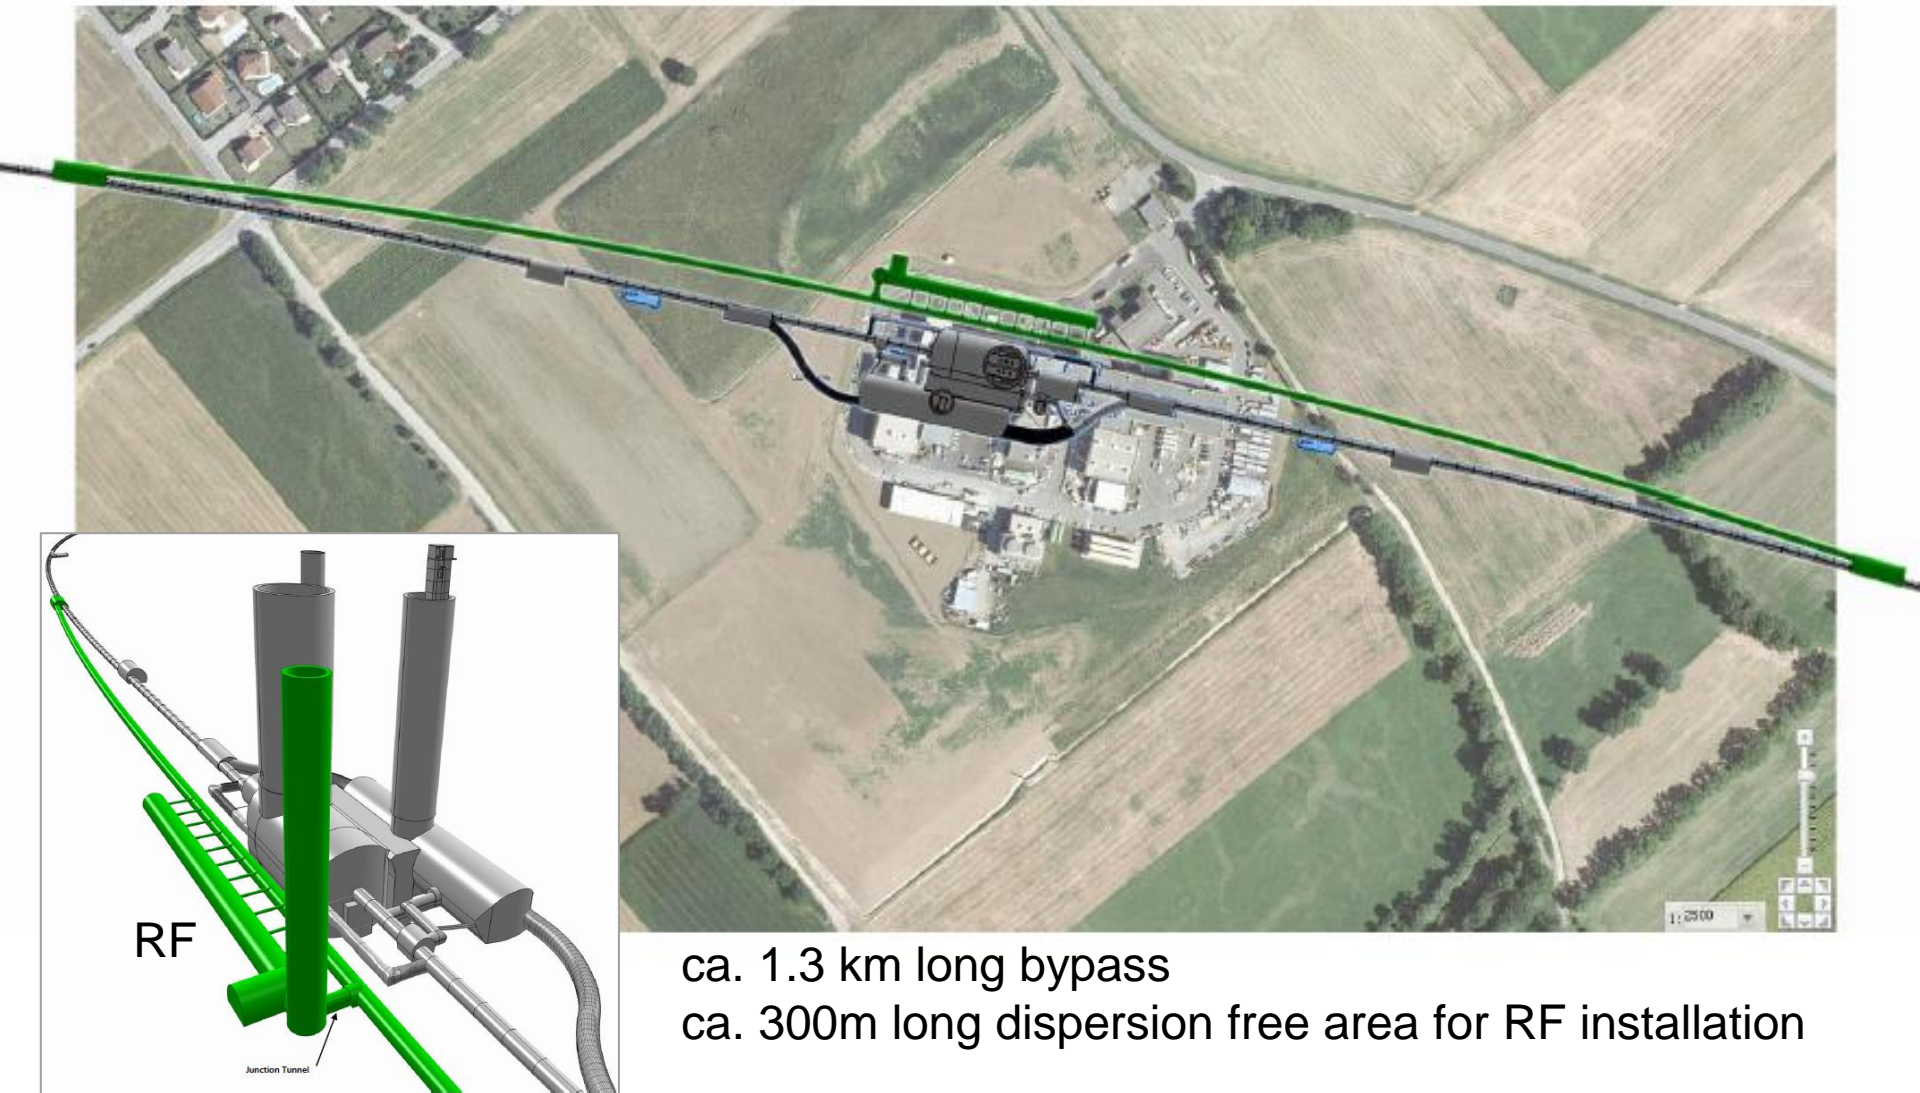 1: 2500
RF
Junction Tunnel
ca. 1.3 km long bypass
ca. 300m long dispersion free area for RF installation